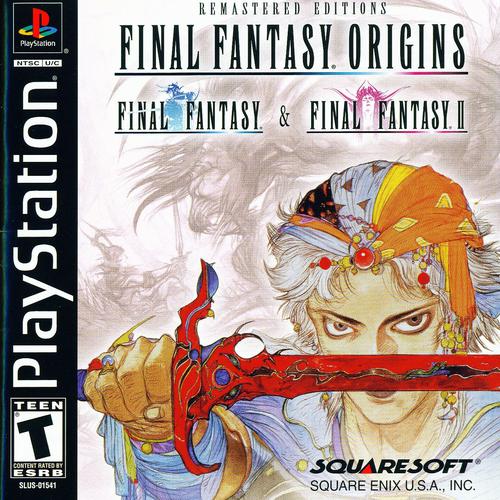 REMASTERED EDITIONS
FINAL FANTASY® ORIGINS
FINAL FANTASY® & FINAL FANTASY® II
PlayStation
NTSC U/C
PlayStation®
TEEN
T
CONTENT RATED BY
ESRB
SLUS-01541
SQUARESOFT®
SQUARE ENIX U.S.A., INC.